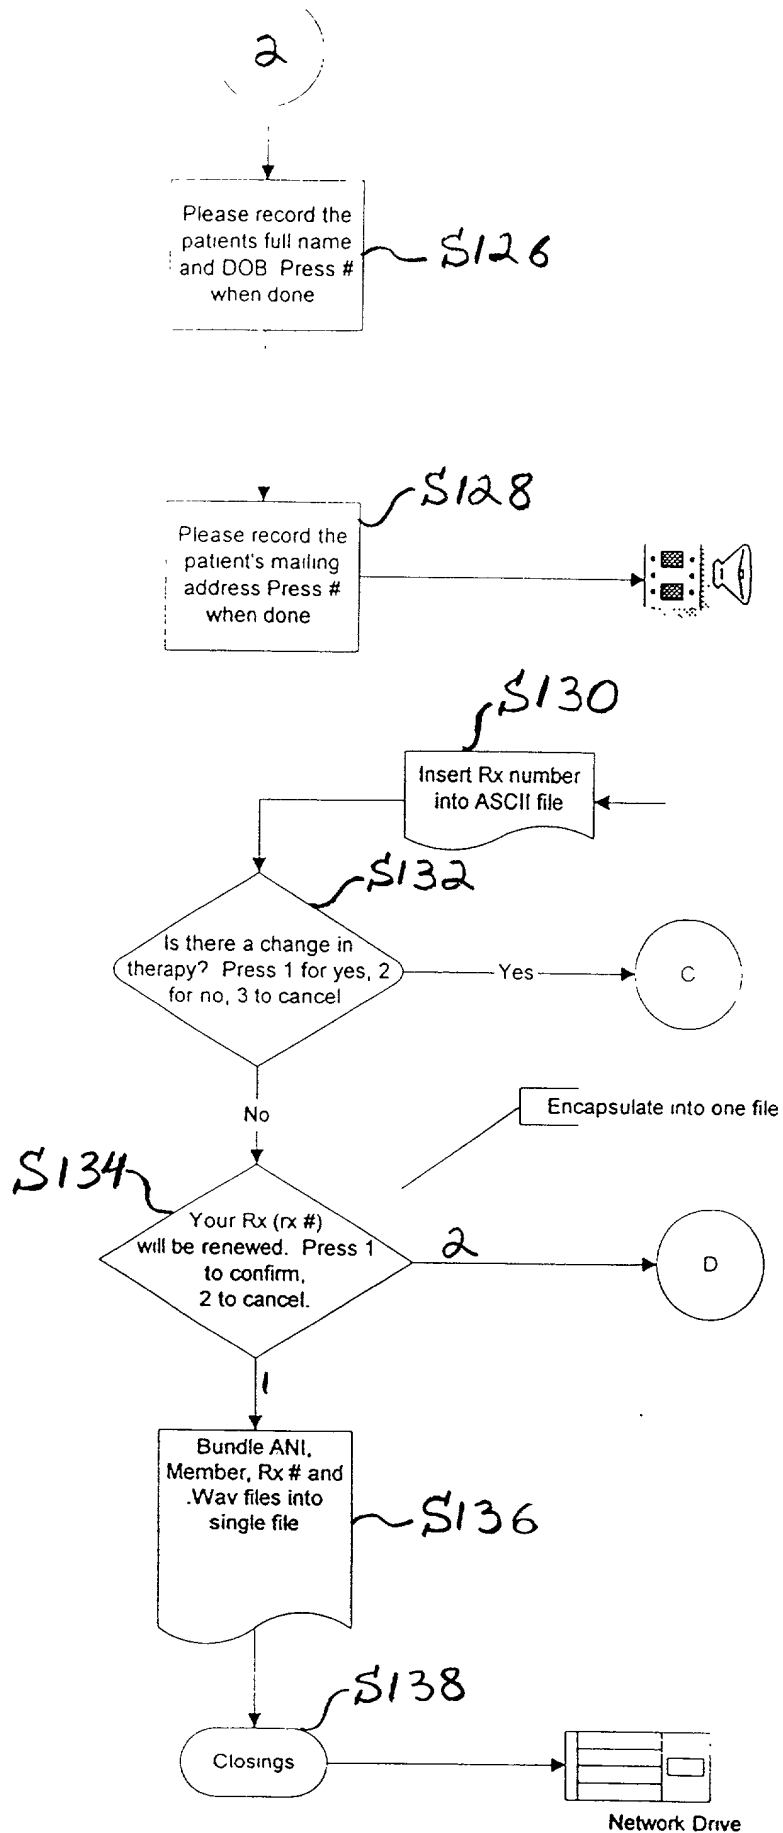 2
Please record the
patients full name
and DOB Press #
when done
S126
S128
Please record the
patient's mailing
address Press #
when done
S130
Insert Rx number
into ASCII file
S132
Is there a change in
therapy? Press 1 for yes, 2
for no, 3 to cancel
Yes
C
No
Encapsulate into one file
S134
Your Rx (rx #)
will be renewed. Press 1
to confirm,
2 to cancel.
2
D
1
Bundle ANI,
Member, Rx # and
.Wav files into
single file
S136
S138
Closings
Network Drive